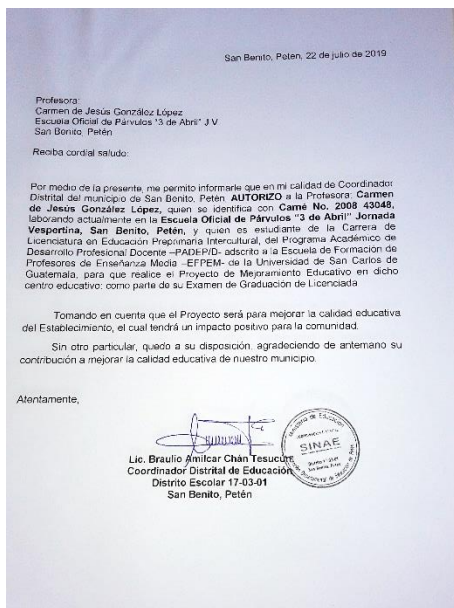 San Benito, Petén, 22 de julio de 2019
Profesora:
Carmen de Jesús González López
Escuela Oficial de Párvulos "3 de Abril" J V
San Benito, Petén
Reciba cordial saludo:
Por medio de la presente, me permito informarle que en mi calidad de Coordinador
Distrital del municipio de San Benito, Petén, AUTORIZO a la Profesora: Carmen
de Jesús González López, quien se identifica con Carné No. 2008 43048,
laborando actualmente en la Escuela Oficial de Párvulos "3 de Abril" Jornada
Vespertina, San Benito, Petén, y quien es estudiante de la Carrera de
Licenciatura en Educación Preprimaria Intercultural, del Programa Académico de
Desarrollo Profesional Docente –PADEP/D- adscrito a la Escuela de Formación de
Profesores de Enseñanza Media –EFPEM- de la Universidad de San Carlos de
Guatemala, para que realice el Proyecto de Mejoramiento Educativo en dicho
centro educativo: como parte de su Examen de Graduación de Licenciada.
Tomando en cuenta que el Proyecto será para mejorar la calidad educativa
del Establecimiento, el cual tendrá un impacto positivo para la comunidad.
Sin otro particular, quedo a su disposición, agradeciendo de antemano su
contribución a mejorar la calidad educativa de nuestro municipio.
Atentamente,
Lic. Braulio Amilcar Chán Tesucún
Coordinador Distrital de Educación
Distrito Escolar 17-03-01
San Benito, Petén
Ministerio de Educación
SINAE